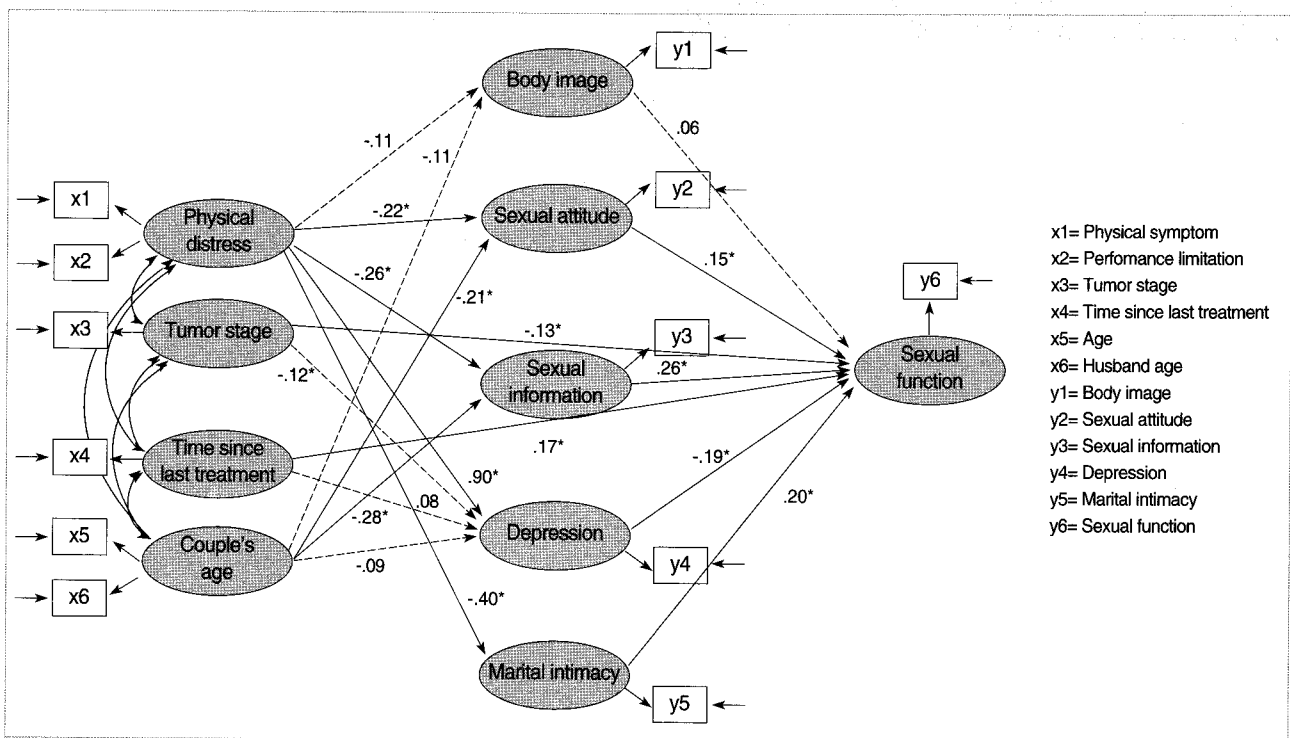 y1
Body image
.06
-.11
-.11
x1
y2
Physical
distress
-.22*
Sexual attitude
x1= Physical symptom
x2= Perfomance limitation
x3= Tumor stage
x4= Time since last treatment
x5= Age
x6= Husband age
y1= Body image
y2= Sexual attitude
y3= Sexual information
y4= Depression
y5= Marital intimacy
y6= Sexual function
x2
.15*
-.26*
y6
-.21*
x3
Tumor stage
-.13*
y3
-.12*
Sexual
information
.26*
Sexual
function
x4
Time since
last treatment
.17*
-.19*
.90*
.08
.20*
-.28*
x5
Couple's
age
Depression
-.09
y4
x6
-.40*
Marital intimacy
y5